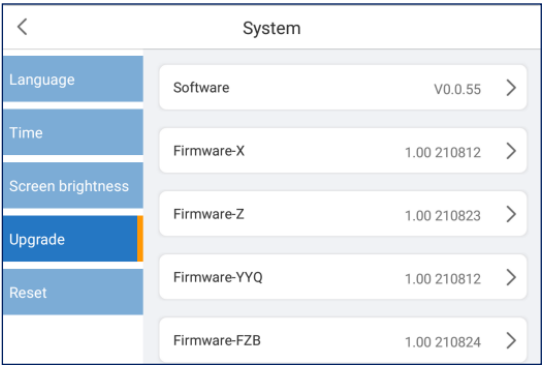 System
Language
Time
Screen brightness
Upgrade
Reset
Software V0.0.55
Firmware-X 1.00 210812
Firmware-Z 1.00 210823
Firmware-YYQ 1.00 210812
Firmware-FZB 1.00 210824